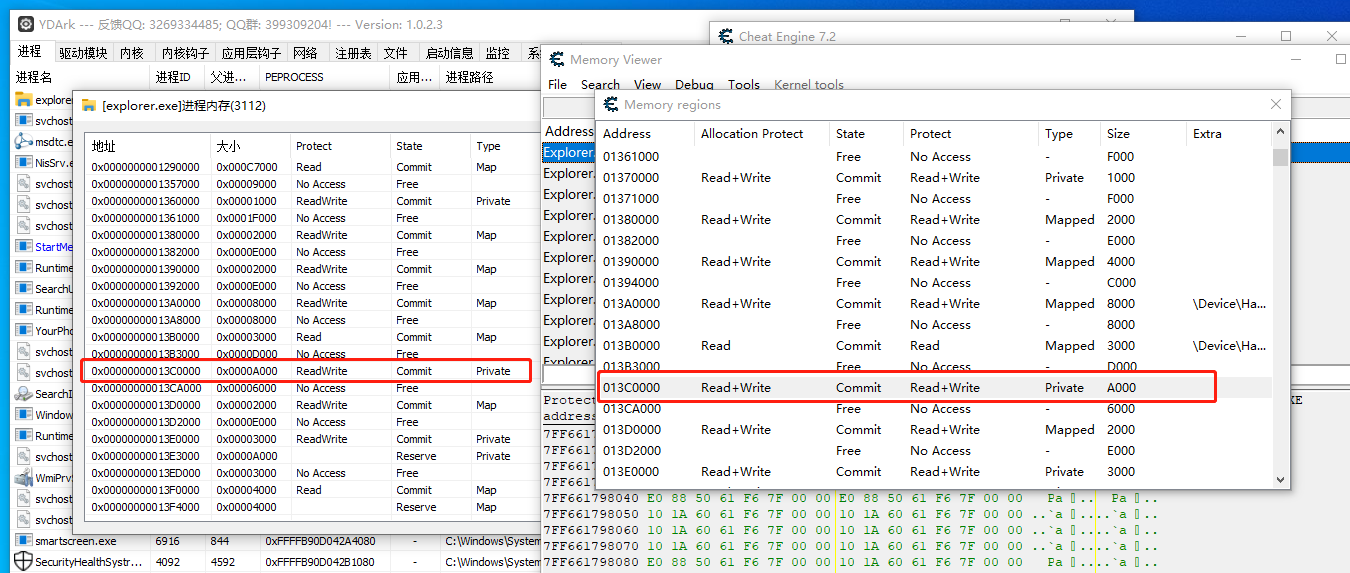 YDArk --- 反馈QQ: 3269334485; QQ群: 399309204! --- Version: 1.0.2.3
进程 驱动模块 内核 内核钩子 应用层钩子 网络 注册表 文件 启动信息 监控
进程名 进程ID 父进... PEPROCESS 应用... 进程路径
explorer
svchost
msdtc.e
NisSrv.e
svchost
svchost
svchost
StartMe
Runtime
SearchU
Runtime
YourPho
svchost
svchost
SearchI
Window
Runtime
svchost
WmiPrvS
svchost
svchost
smartscreen.exe 6916 844 0xFFFFB90D042A4080 - C:\Windows\System
SecurityHealthSystr... 4092 4592 0xFFFFB90D042B1080 - C:\Windows\System
[explorer.exe]进程内存(3112)
地址 大小 Protect State Type
0x0000000001290000 0x000C7000 Read Commit Map
0x0000000001357000 0x00009000 No Access Free
0x0000000001360000 0x00001000 ReadWrite Commit Private
0x0000000001361000 0x0001F000 No Access Free
0x0000000001380000 0x00002000 ReadWrite Commit Map
0x0000000001382000 0x0000E000 No Access Free
0x0000000001390000 0x00002000 ReadWrite Commit Map
0x0000000001392000 0x0000E000 No Access Free
0x00000000013A0000 0x00008000 ReadWrite Commit Map
0x00000000013A8000 0x00008000 No Access Free
0x00000000013B0000 0x00003000 Read Commit Map
0x00000000013B3000 0x0000D000 No Access Free
0x00000000013C0000 0x0000A000 ReadWrite Commit Private
0x00000000013CA000 0x00006000 No Access Free
0x00000000013D0000 0x00002000 ReadWrite Commit Map
0x00000000013D2000 0x0000E000 No Access Free
0x00000000013E0000 0x00003000 ReadWrite Commit Private
0x00000000013E3000 0x0000A000 Reserve Private
0x00000000013ED000 0x00003000 No Access Free
0x00000000013F0000 0x00004000 Read Commit Map
0x00000000013F4000 0x00004000 Reserve Map
Cheat Engine 7.2
Memory Viewer
File Search View Debug Tools Kernel tools
Address
Explorer.
Explorer.
Explorer.
Explorer.
Explorer.
Explorer.
Explorer.
Explorer.
Explorer.
Explorer.
Explorer.
Memory regions
Address Allocation Protect State Protect Type Size Extra
01361000 Free No Access - F000
01370000 Read+Write Commit Read+Write Private 1000
01371000 Free No Access - F000
01380000 Read+Write Commit Read+Write Mapped 2000
01382000 Free No Access - E000
01390000 Read+Write Commit Read+Write Mapped 4000
01394000 Free No Access - C000
013A0000 Read+Write Commit Read+Write Mapped 8000 \Device\Ha...
013A8000 Free No Access - 8000
013B0000 Read Commit Read Mapped 3000 \Device\Ha...
013B3000 Free No Access - D000
013C0000 Read+Write Commit Read+Write Private A000
013CA000 Free No Access - 6000
013D0000 Read+Write Commit Read+Write Mapped 2000
013D2000 Free No Access - E000
013E0000 Read+Write Commit Read+Write Private 3000
Protec
XE
addres
7FF661798040 E0 88 50 61 F6 7F 00 00 E0 88 50 61 F6 7F 00 00
7FF661798050 10 1A 60 61 F6 7F 00 00 10 1A 60 61 F6 7F 00 00
7FF661798060 10 1A 60 61 F6 7F 00 00 10 1A 60 61 F6 7F 00 00
7FF661798070 10 1A 60 61 F6 7F 00 00 10 1A 60 61 F6 7F 00 00
7FF661798080 E0 88 50 61 F6 7F 00 00 E0 88 50 61 F6 7F 00 00